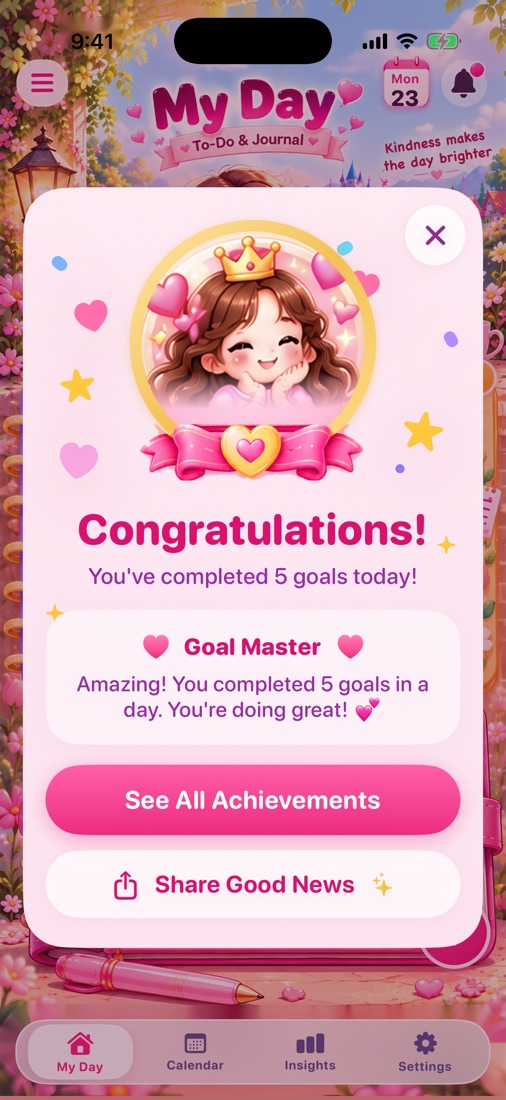 9:41
My Day
To-Do & Journal
Mon
23
Kindness makes
the day brighter
Congratulations!
You've completed 5 goals today!
Goal Master
Amazing! You completed 5 goals in a
day. You're doing great! 💕
See All Achievements
Share Good News ✨
My Day
Calendar
Insights
Settings